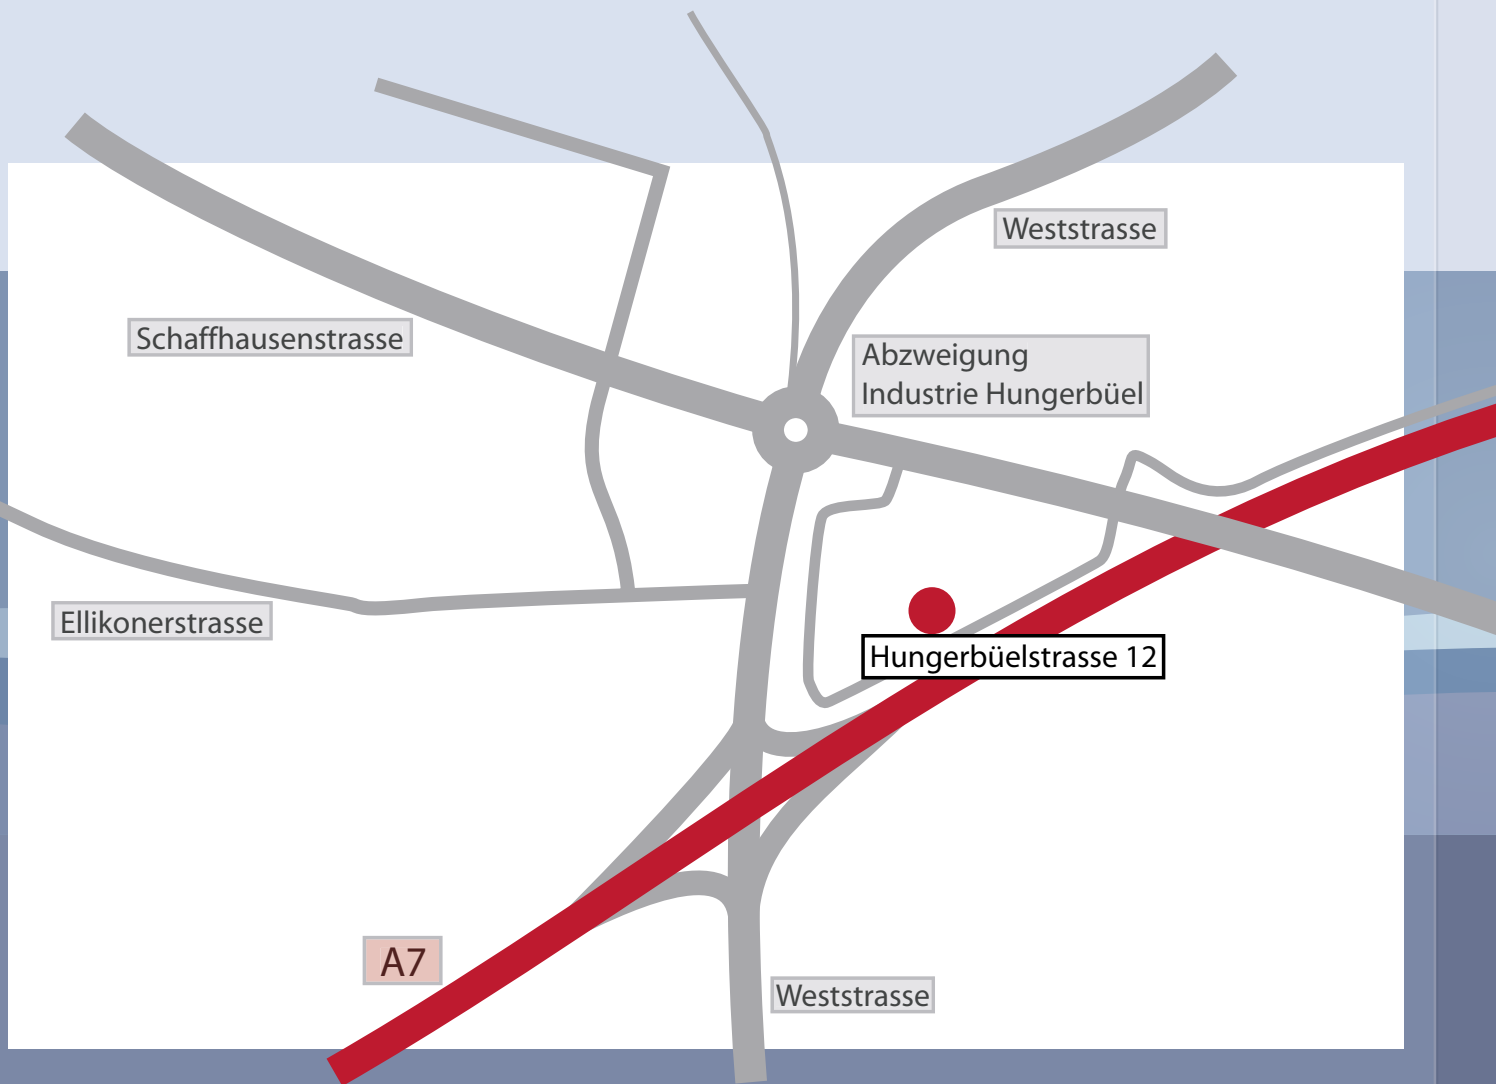 Weststrasse
Schaffhausenstrasse
Abzweigung
Industrie Hungerbüel
Ellikonerstrasse
Hungerbüelstrasse 12
A7
Weststrasse